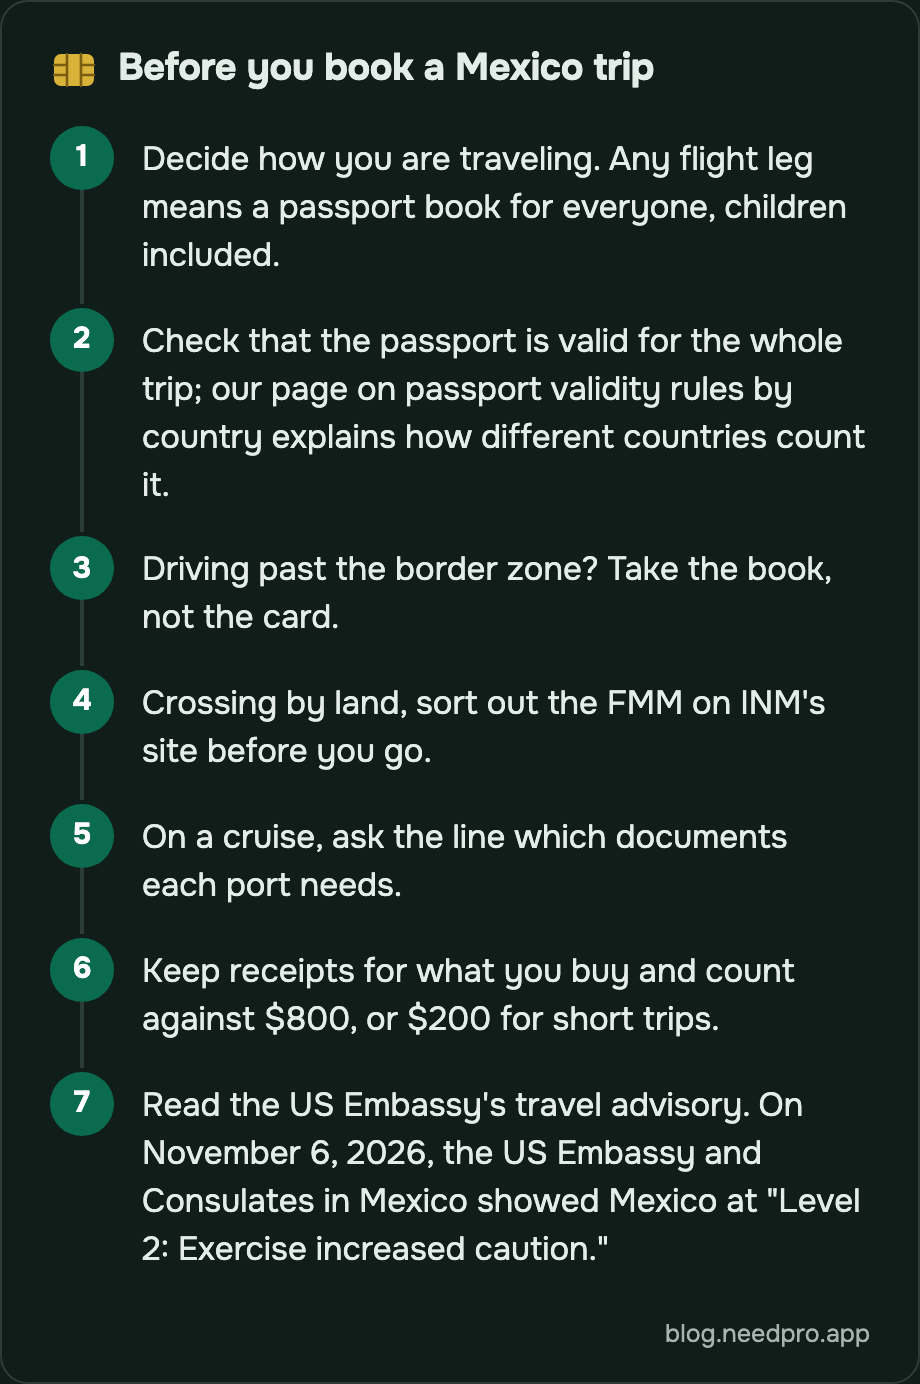 Before you book a Mexico trip
1
Decide how you are traveling. Any flight leg
means a passport book for everyone, children
included.
2
Check that the passport is valid for the whole
trip; our page on passport validity rules by
country explains how different countries count
it.
3
Driving past the border zone? Take the book,
not the card.
4
Crossing by land, sort out the FMM on INM's
site before you go.
5
On a cruise, ask the line which documents
each port needs.
6
Keep receipts for what you buy and count
against $800, or $200 for short trips.
7
Read the US Embassy's travel advisory. On
November 6, 2026, the US Embassy and
Consulates in Mexico showed Mexico at "Level
2: Exercise increased caution."
blog.needpro.app